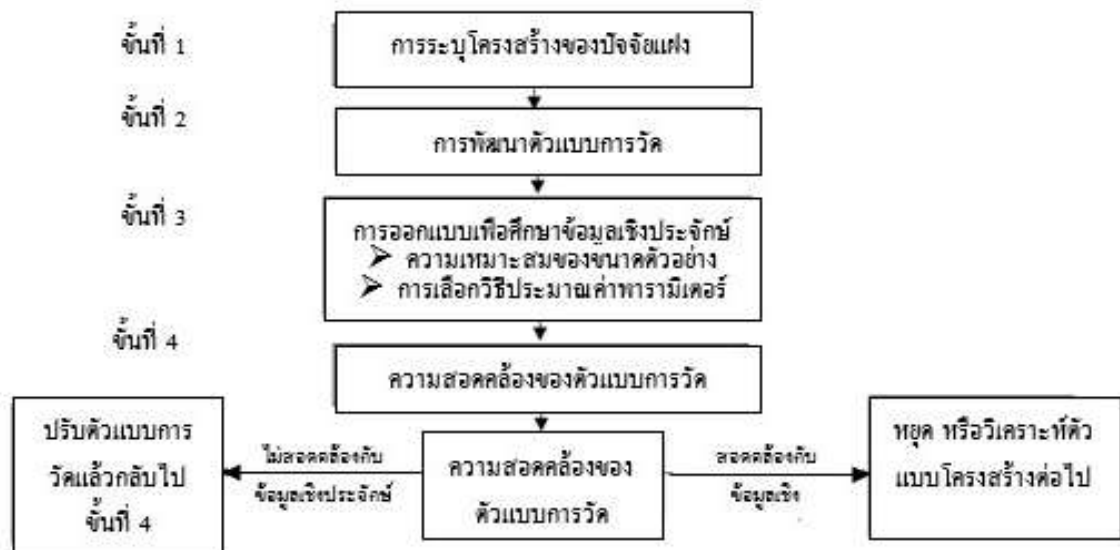 ขั้นที่ 1
การระบุโครงสร้างของปัจจัยแฝง
ขั้นที่ 2
การพัฒนาตัวแบบการวัด
ขั้นที่ 3
การออกแบบเพื่อศึกษาข้อมูลเชิงประจักษ์
➢ ความเหมาะสมของขนาดตัวอย่าง
➢ การเลือกวิธีประมาณค่าพารามิเตอร์
ขั้นที่ 4
ความสอดคล้องของตัวแบบการวัด
ปรับตัวแบบการ
วัดแล้วกลับไป
ขั้นที่ 4
ไม่สอดคล้องกับ
ข้อมูลเชิงประจักษ์
ความสอดคล้องของ
ตัวแบบการวัด
สอดคล้องกับ
ข้อมูลเชิง
หยุด หรือวิเคราะห์ตัว
แบบโครงสร้างต่อไป